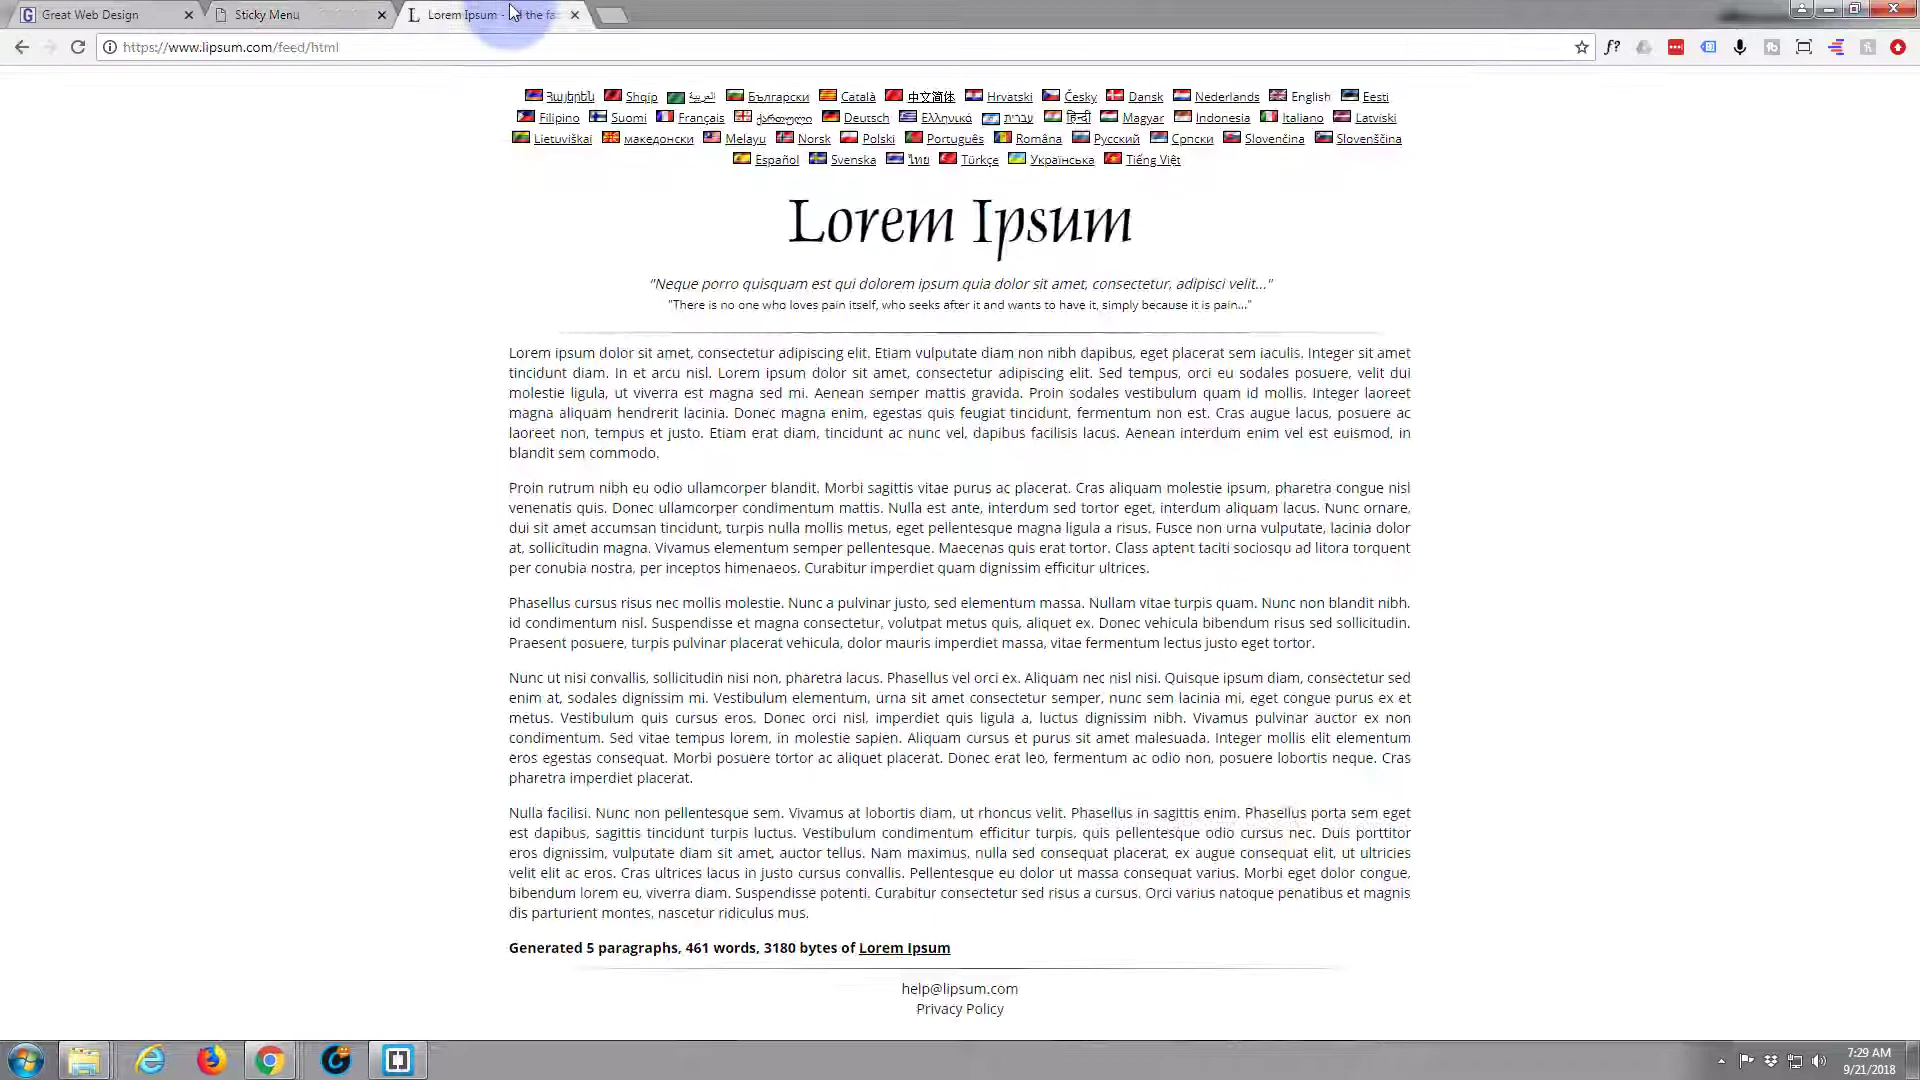 Great Web Design
Sticky Menu
Lorem Ipsum -
https://www.lipsum.com/feed/html
Հայերեն Shqip العربية Български Català 中文简体 Hrvatski Česky Dansk Nederlands English Eesti
Filipino Suomi Français ქართული Deutsch Ελληνικά עברית हिन्दी Magyar Indonesia Italiano Latviski
Lietuviškai македонски Melayu Norsk Polski Português Româna Русский Српски Slovenčina Slovenščina
Español Svenska ไทย Türkçe Українська Tiếng Việt
Lorem Ipsum
"Neque porro quisquam est qui dolorem ipsum quia dolor sit amet, consectetur, adipisci velit..."
"There is no one who loves pain itself, who seeks after it and wants to have it, simply because it is pain..."
Lorem ipsum dolor sit amet, consectetur adipiscing elit. Etiam vulputate diam non nibh dapibus, eget placerat sem iaculis. Integer sit amet
tincidunt diam. In et arcu nisl. Lorem ipsum dolor sit amet, consectetur adipiscing elit. Sed tempus, orci eu sodales posuere, velit dui
molestie ligula, ut viverra est magna sed mi. Aenean semper mattis gravida. Proin sodales vestibulum quam id mollis. Integer laoreet
magna aliquam hendrerit lacinia. Donec magna enim, egestas quis feugiat tincidunt, fermentum non est. Cras augue lacus, posuere ac
laoreet non, tempus et justo. Etiam erat diam, tincidunt ac nunc vel, dapibus facilisis lacus. Aenean interdum enim vel est euismod, in
blandit sem commodo.
Proin rutrum nibh eu odio ullamcorper blandit. Morbi sagittis vitae purus ac placerat. Cras aliquam molestie ipsum, pharetra congue nisl
venenatis quis. Donec ullamcorper condimentum mattis. Nulla est ante, interdum sed tortor eget, interdum aliquam lacus. Nunc ornare,
dui sit amet accumsan tincidunt, turpis nulla mollis metus, eget pellentesque magna ligula a risus. Fusce non urna vulputate, lacinia dolor
at, sollicitudin magna. Vivamus elementum semper pellentesque. Maecenas quis erat tortor. Class aptent taciti sociosqu ad litora torquent
per conubia nostra, per inceptos himenaeos. Curabitur imperdiet quam dignissim efficitur ultrices.
Phasellus cursus risus nec mollis molestie. Nunc a pulvinar justo, sed elementum massa. Nullam vitae turpis quam. Nunc non blandit nibh,
id condimentum nisl. Suspendisse et magna consectetur, volutpat metus quis, aliquet ex. Donec vehicula bibendum risus sed sollicitudin.
Praesent posuere, turpis pulvinar placerat vehicula, dolor mauris imperdiet massa, vitae fermentum lectus justo eget tortor.
Nunc ut nisi convallis, sollicitudin nisi non, pharetra lacus. Phasellus vel orci ex. Aliquam nec nisl nisi. Quisque ipsum diam, consectetur sed
enim at, sodales dignissim mi. Vestibulum elementum, urna sit amet consectetur semper, nunc sem lacinia mi, eget congue purus ex et
metus. Vestibulum quis cursus eros. Donec orci nisl, imperdiet quis ligula a, luctus dignissim nibh. Vivamus pulvinar auctor ex non
condimentum. Sed vitae tempus lorem, in molestie sapien. Aliquam cursus et purus sit amet malesuada. Integer mollis elit elementum
eros egestas consequat. Morbi posuere tortor ac aliquet placerat. Donec erat leo, fermentum ac odio non, posuere lobortis neque. Cras
pharetra imperdiet placerat.
Nulla facilisi. Nunc non pellentesque sem. Vivamus at lobortis diam, ut rhoncus velit. Phasellus in sagittis enim. Phasellus porta sem eget
est dapibus, sagittis tincidunt turpis luctus. Vestibulum condimentum efficitur turpis, quis pellentesque odio cursus nec. Duis porttitor
eros dignissim, vulputate diam sit amet, auctor tellus. Nam maximus, nulla sed consequat placerat, ex augue consequat elit, ut ultricies
velit elit ac eros. Cras ultrices lacus in justo cursus convallis. Pellentesque eu dolor ut massa consequat varius. Morbi eget dolor congue,
bibendum lorem eu, viverra diam. Suspendisse potenti. Curabitur consectetur sed risus a cursus. Orci varius natoque penatibus et magnis
dis parturient montes, nascetur ridiculus mus.
Generated 5 paragraphs, 461 words, 3180 bytes of Lorem Ipsum
help@lipsum.com
Privacy Policy
7:29 AM
9/21/2018